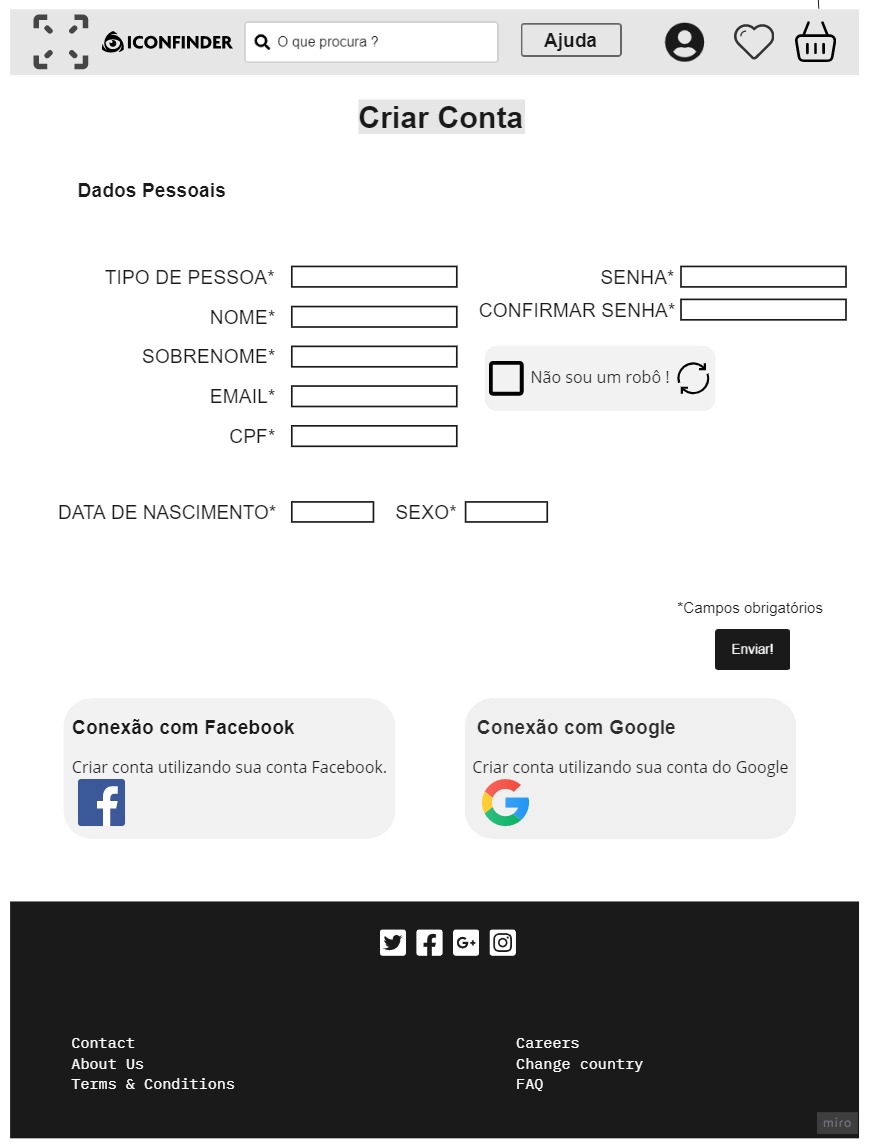 ICONFINDER
O que procura ?
Ajuda
Criar Conta
Dados Pessoais
TIPO DE PESSOA*
SENHA*
NOME*
CONFIRMAR SENHA*
SOBRENOME*
Não sou um robô !
EMAIL*
CPF*
DATA DE NASCIMENTO*
SEXO*
*Campos obrigatórios
Enviar!
Conexão com Facebook
Criar conta utilizando sua conta Facebook.
Conexão com Google
Criar conta utilizando sua conta do Google
Contact
About Us
Terms & Conditions
Careers
Change country
FAQ
miro